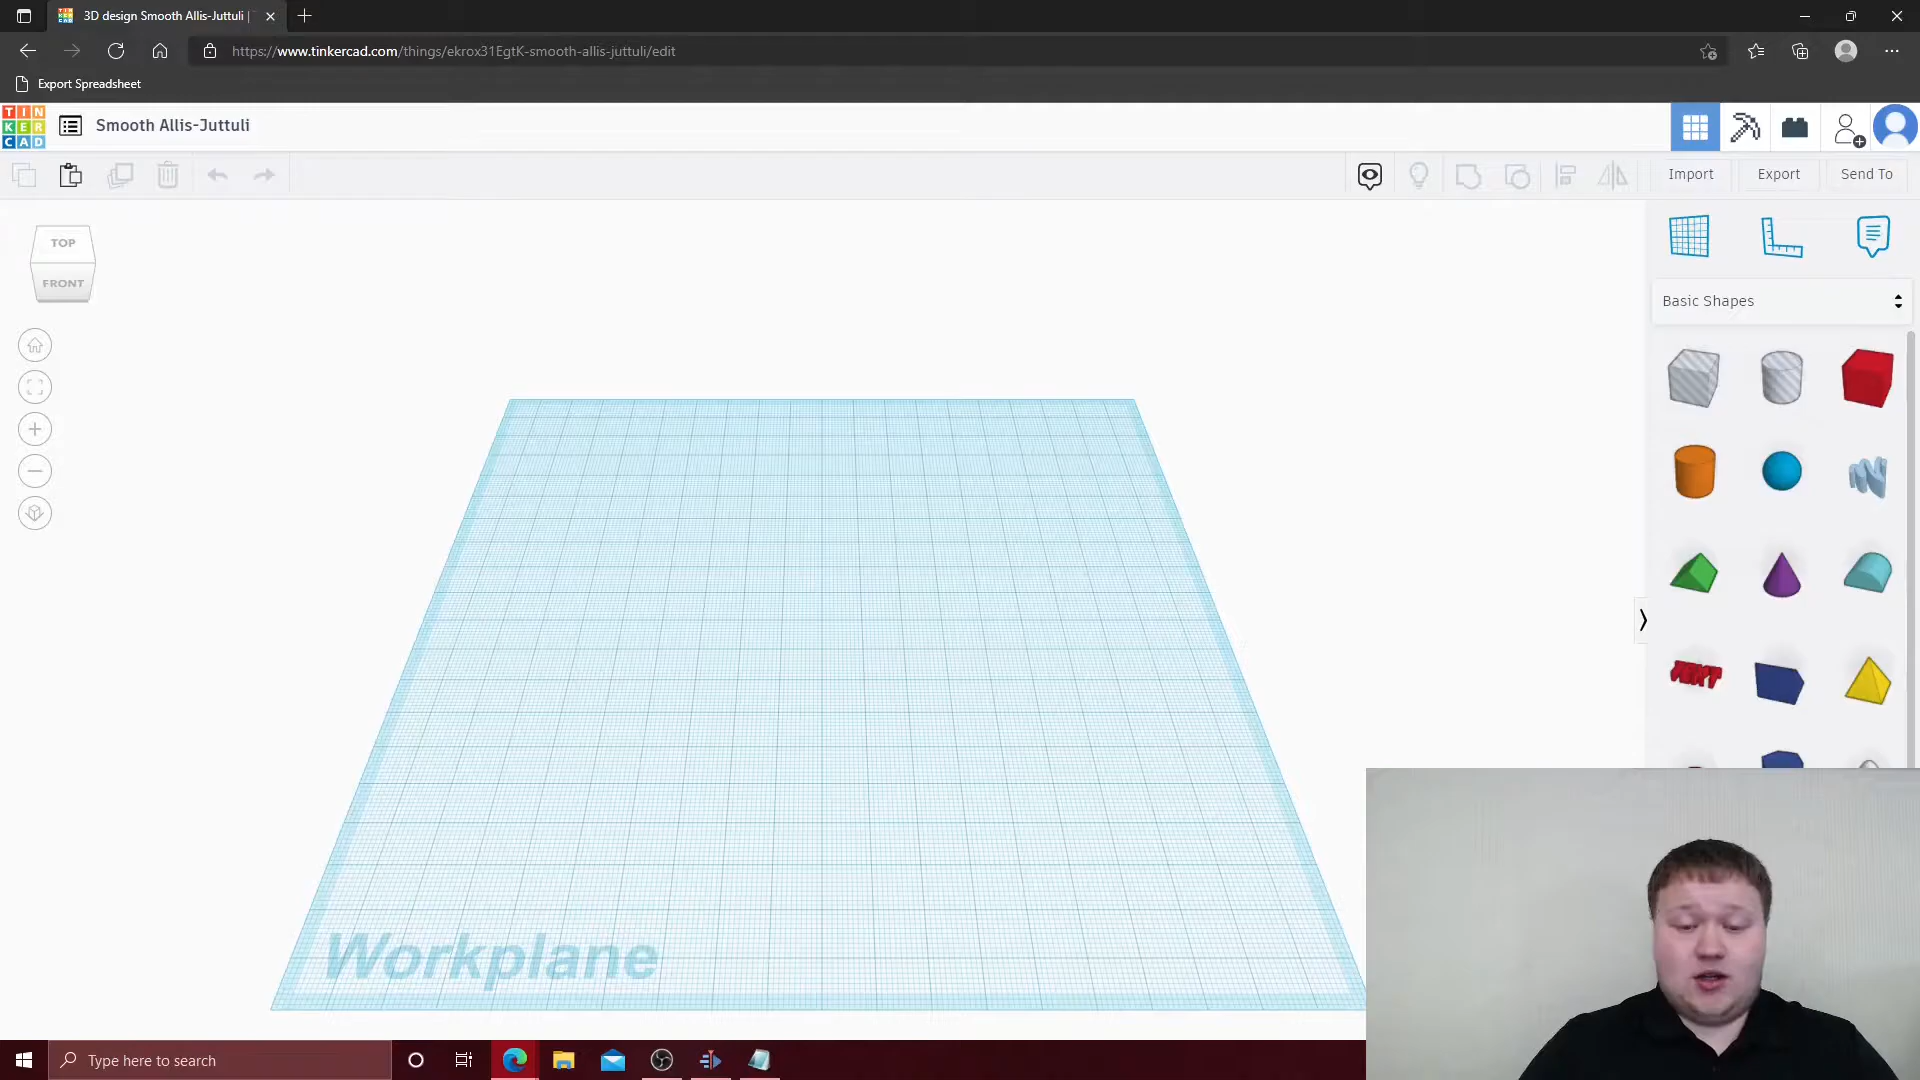 3D design Smooth Allis-Juttuli |
https://www.tinkercad.com/things/ekrox31EgtK-smooth-allis-juttuli/edit
Export Spreadsheet
TIN
KER
CAD
Smooth Allis-Juttuli
Import
Export
Send To
TOP
FRONT
Basic Shapes
Workplane
Type here to search